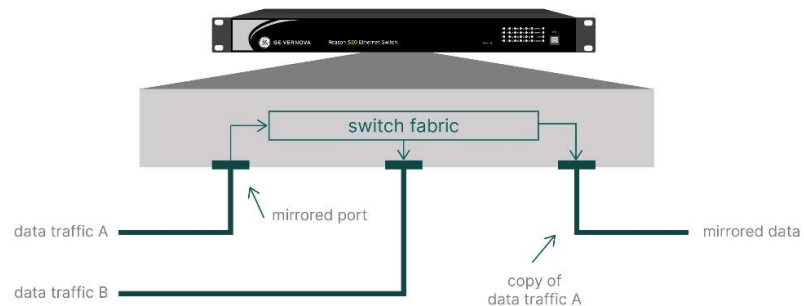 GE VERNOVA
Reason S20 Ethernet Switch
switch fabric
mirrored port
data traffic A
mirrored data
data traffic B
copy of
data traffic A